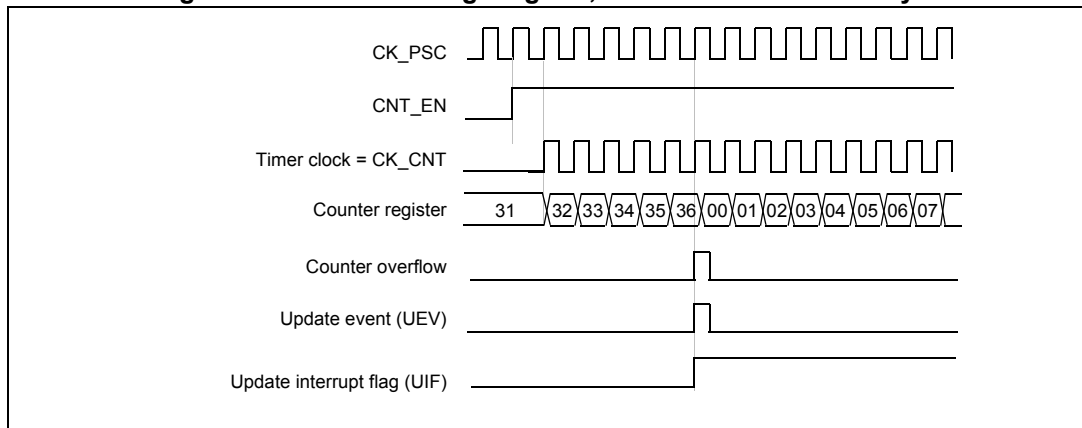 CK_PSC
CNT_EN
Timer clock = CK_CNT
Counter register 31 32 33 34 35 36 00 01 02 03 04 05 06 07
Counter overflow
Update event (UEV)
Update interrupt flag (UIF)